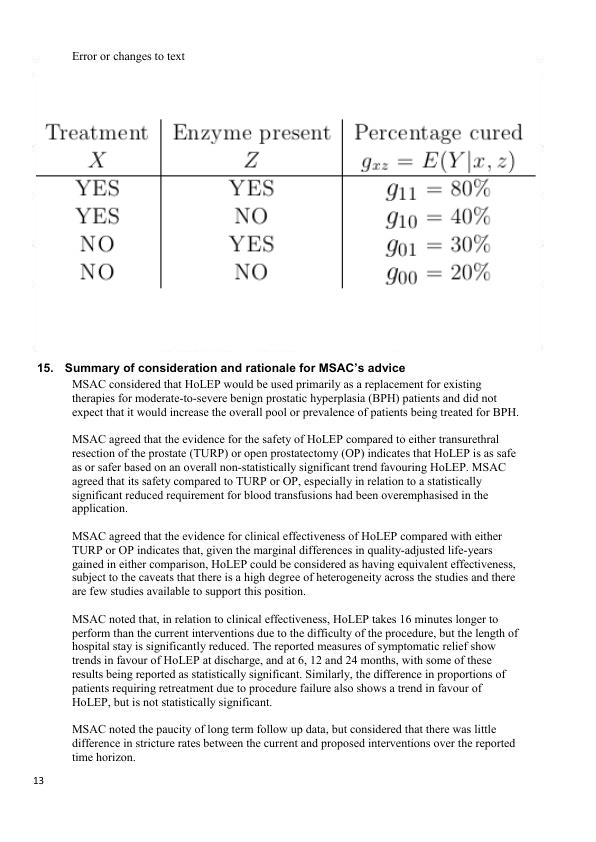 Error or changes to text
Treatment Enzyme present Percentage cured
X Z gxz = E(Y|x, z)
YES YES g11 = 80%
YES NO g10 = 40%
NO YES g01 = 30%
NO NO g00 = 20%
15. Summary of consideration and rationale for MSAC's advice
MSAC considered that HoLEP would be used primarily as a replacement for existing
therapies for moderate-to-severe benign prostatic hyperplasia (BPH) patients and did not
expect that it would increase the overall pool or prevalence of patients being treated for BPH.
MSAC agreed that the evidence for the safety of HoLEP compared to either transurethral
resection of the prostate (TURP) or open prostatectomy (OP) indicates that HoLEP is as safe
as or safer based on an overall non-statistically significant trend favouring HoLEP. MSAC
agreed that its safety compared to TURP or OP, especially in relation to a statistically
significant reduced requirement for blood transfusions had been overemphasised in the
application.
MSAC agreed that the evidence for clinical effectiveness of HoLEP compared with either
TURP or OP indicates that, given the marginal differences in quality-adjusted life-years
gained in either comparison, HoLEP could be considered as having equivalent effectiveness,
subject to the caveats that there is a high degree of heterogeneity across the studies and there
are few studies available to support this position.
MSAC noted that, in relation to clinical effectiveness, HoLEP takes 16 minutes longer to
perform than the current interventions due to the difficulty of the procedure, but the length of
hospital stay is significantly reduced. The reported measures of symptomatic relief show
trends in favour of HoLEP at discharge, and at 6, 12 and 24 months, with some of these
results being reported as statistically significant. Similarly, the difference in proportions of
patients requiring retreatment due to procedure failure also shows a trend in favour of
HoLEP, but is not statistically significant.
MSAC noted the paucity of long term follow up data, but considered that there was little
difference in stricture rates between the current and proposed interventions over the reported
time horizon.
13